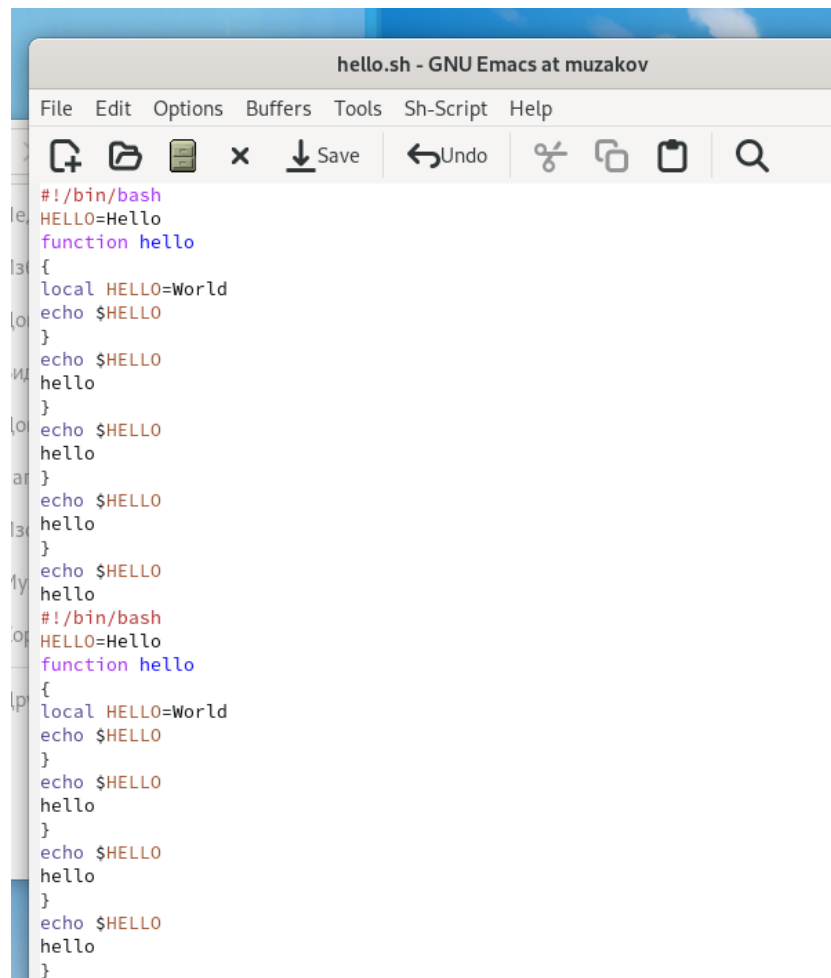 hello.sh - GNU Emacs at muzakov
File Edit Options Buffers Tools Sh-Script Help
Save Undo
#!/bin/bash
HELLO=Hello
function hello
{
local HELLO=World
echo $HELLO
}
echo $HELLO
hello
}
echo $HELLO
hello
}
echo $HELLO
hello
}
echo $HELLO
hello
#!/bin/bash
HELLO=Hello
function hello
{
local HELLO=World
echo $HELLO
}
echo $HELLO
hello
}
echo $HELLO
hello
}
echo $HELLO
hello
}